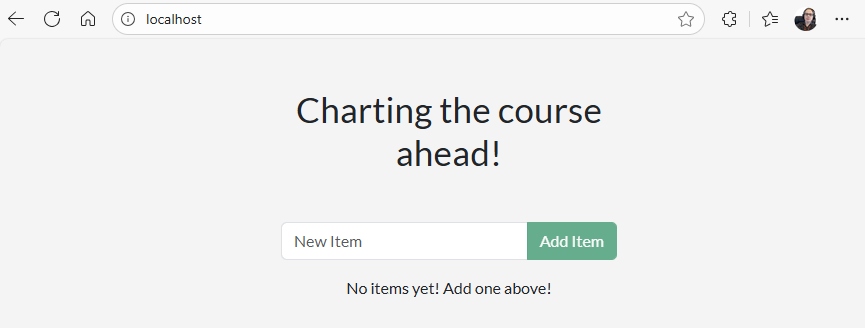 localhost
Charting the course
ahead!
New Item Add Item
No items yet! Add one above!